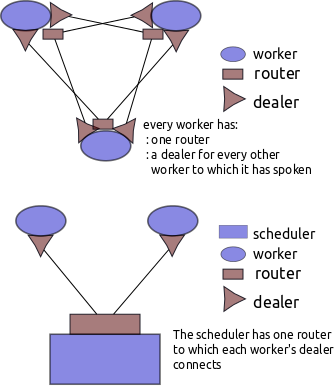 worker
router
dealer
every worker has:
: one router
: a dealer for every other
worker to which it has spoken
scheduler
worker
router
dealer
The scheduler has one router
to which each worker's dealer
connects